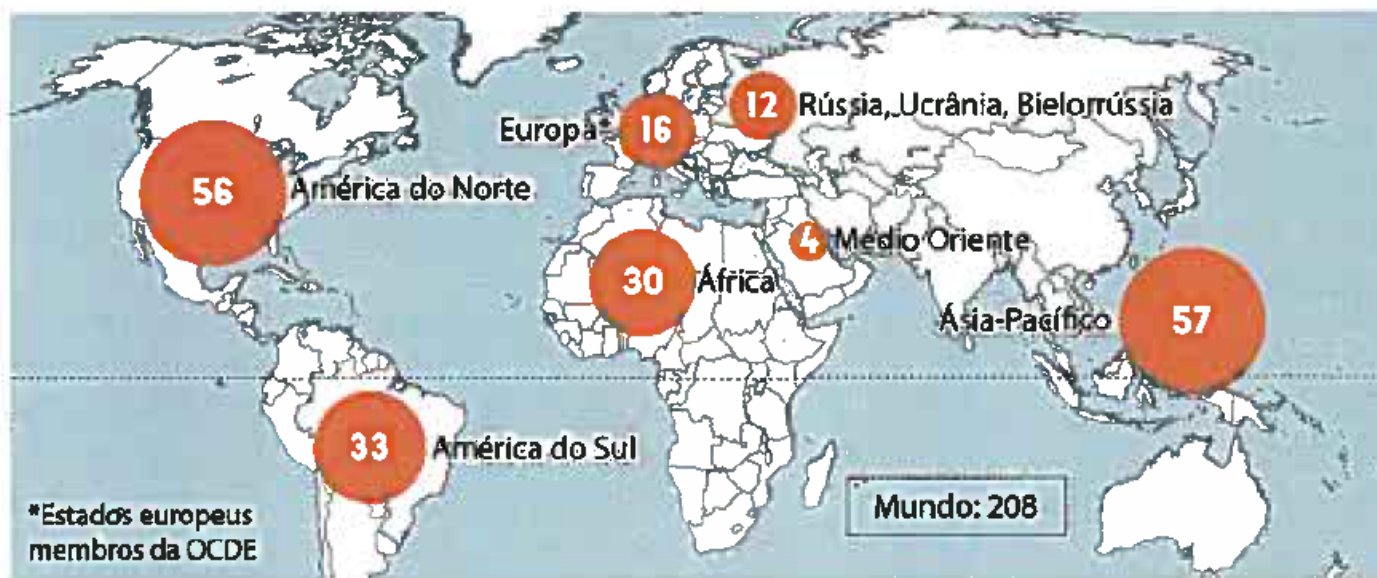 12 Rússia, Ucrânia, Bielorrússia
Europa* 16
56 América do Norte
4 Médio Oriente
30 África
Ásia-Pacífico 57
33 América do Sul
Mundo: 208
*Estados europeus
membros da OCDE